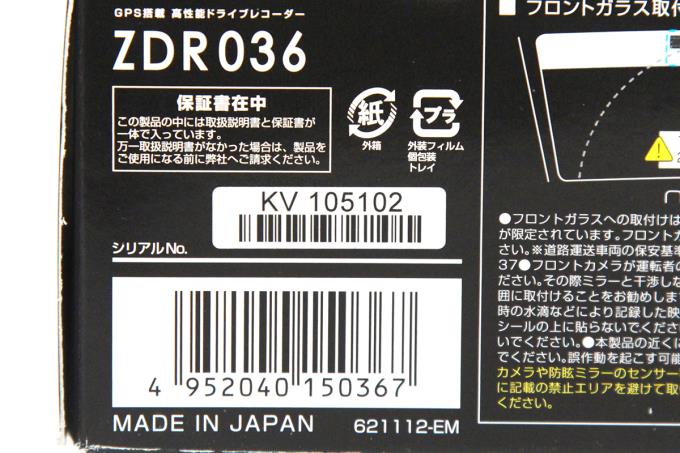 GPS搭載 高性能ドライブレコーダー
ZDR036
保証書在中
この製品の中には取扱説明書と保証書が
一体で入っています。
万一取扱説明書がなかった場合は、製品を
ご使用になる前に弊社へご請求ください。
紙
外箱
プラ
外装フィルム
個包装
トレイ
シリアルNo.
KV 105102
4 952040 150367
MADE IN JAPAN
621112-EM
■ フロントガラス取付
●フロントガラスへの取付けは
が限定されています。フロントガ
さい。※道路運送車両の保安基準
37●フロントカメラが運転者の
ださい。その際ミラーと干渉した
囲に取付けることをお勧めしま
時の水滴などにより記録した映
シールの上に貼らないでくださ
いでください。●本製品の近くに
でください。誤作動を起こす可能
カメラや防眩ミラーのセンサー
に記載の禁止エリアを避けて取
ください。